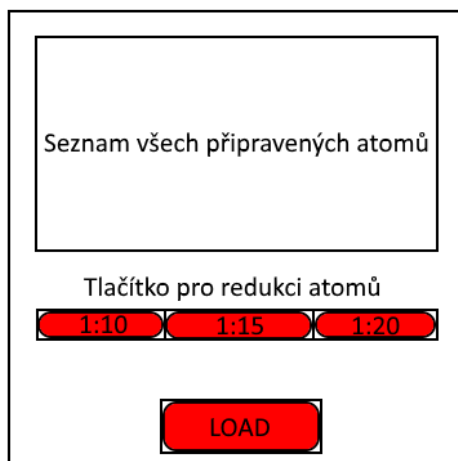 Seznam všech připravených atomů
Tlačítko pro redukci atomů
1:10 1:15 1:20
LOAD